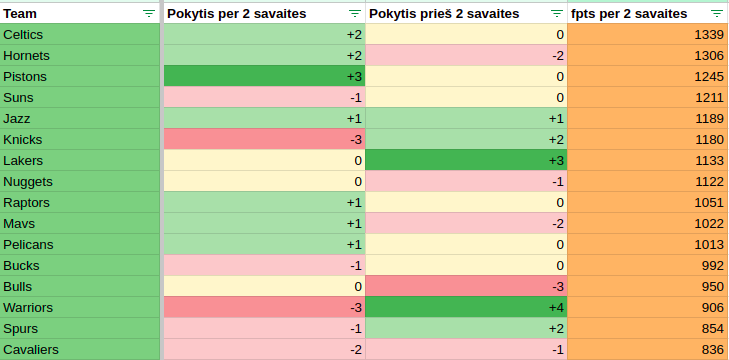 Team Pokytis per 2 savaites Pokytis prieš 2 savaites fpts per 2 savaites
Celtics +2 0 1339
Hornets +2 -2 1306
Pistons +3 0 1245
Suns -1 0 1211
Jazz +1 +1 1189
Knicks -3 +2 1180
Lakers 0 +3 1133
Nuggets 0 -1 1122
Raptors +1 0 1051
Mavs +1 -2 1022
Pelicans +1 0 1013
Bucks -1 0 992
Bulls 0 -3 950
Warriors -3 +4 906
Spurs -1 +2 854
Cavaliers -2 -1 836